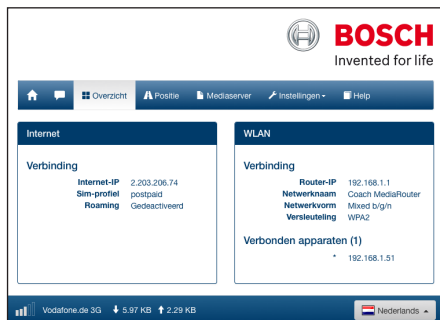 BOSCH
Invented for life
Overzicht Positie Mediaserver Instellingen Help
Internet
Verbinding
Internet-IP 2.203.206.74
Sim-profiel postpaid
Roaming Gedeactiveerd
WLAN
Verbinding
Router-IP 192.168.1.1
Netwerknaam Coach MediaRouter
Netwerkvorm Mixed b/g/n
Versleuteling WPA2
Verbonden apparaten (1)
* 192.168.1.51
Vodafone.de 3G 5.97 KB 2.29 KB
Nederlands